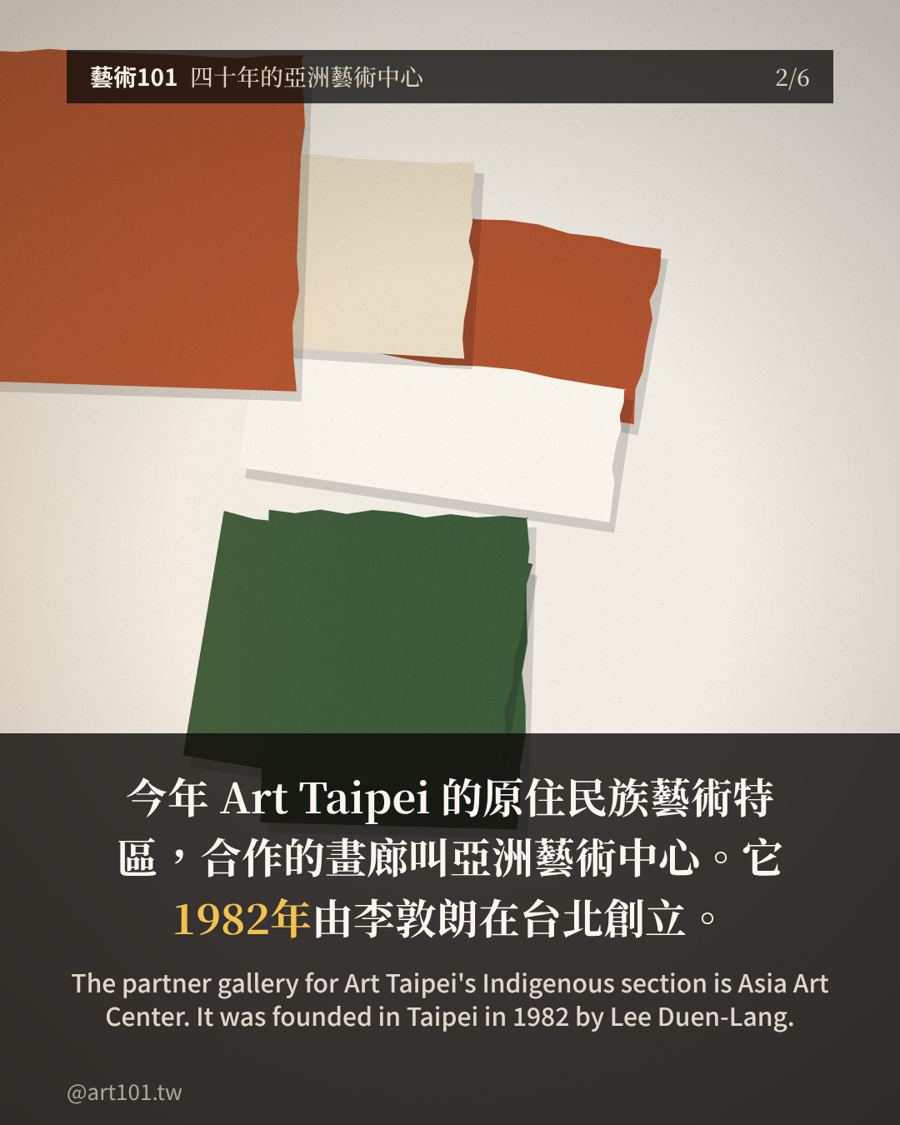 藝術101 四十年的亞洲藝術中心 2/6
今年 Art Taipei 的原住民族藝術特
區，合作的畫廊叫亞洲藝術中心。它
1982年由李敦朗在台北創立。
The partner gallery for Art Taipei's Indigenous section is Asia Art
Center. It was founded in Taipei in 1982 by Lee Duen-Lang.
@art101.tw